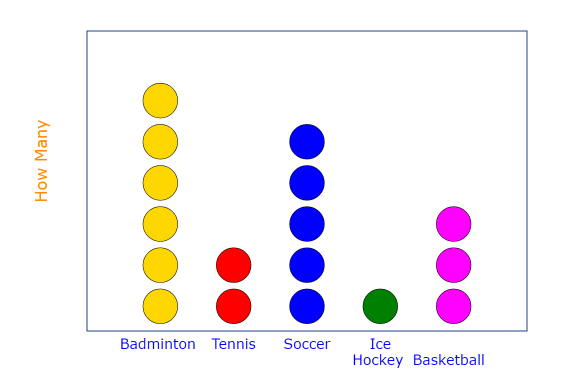 How Many
Badminton
Tennis
Soccer
Ice
Hockey
Basketball